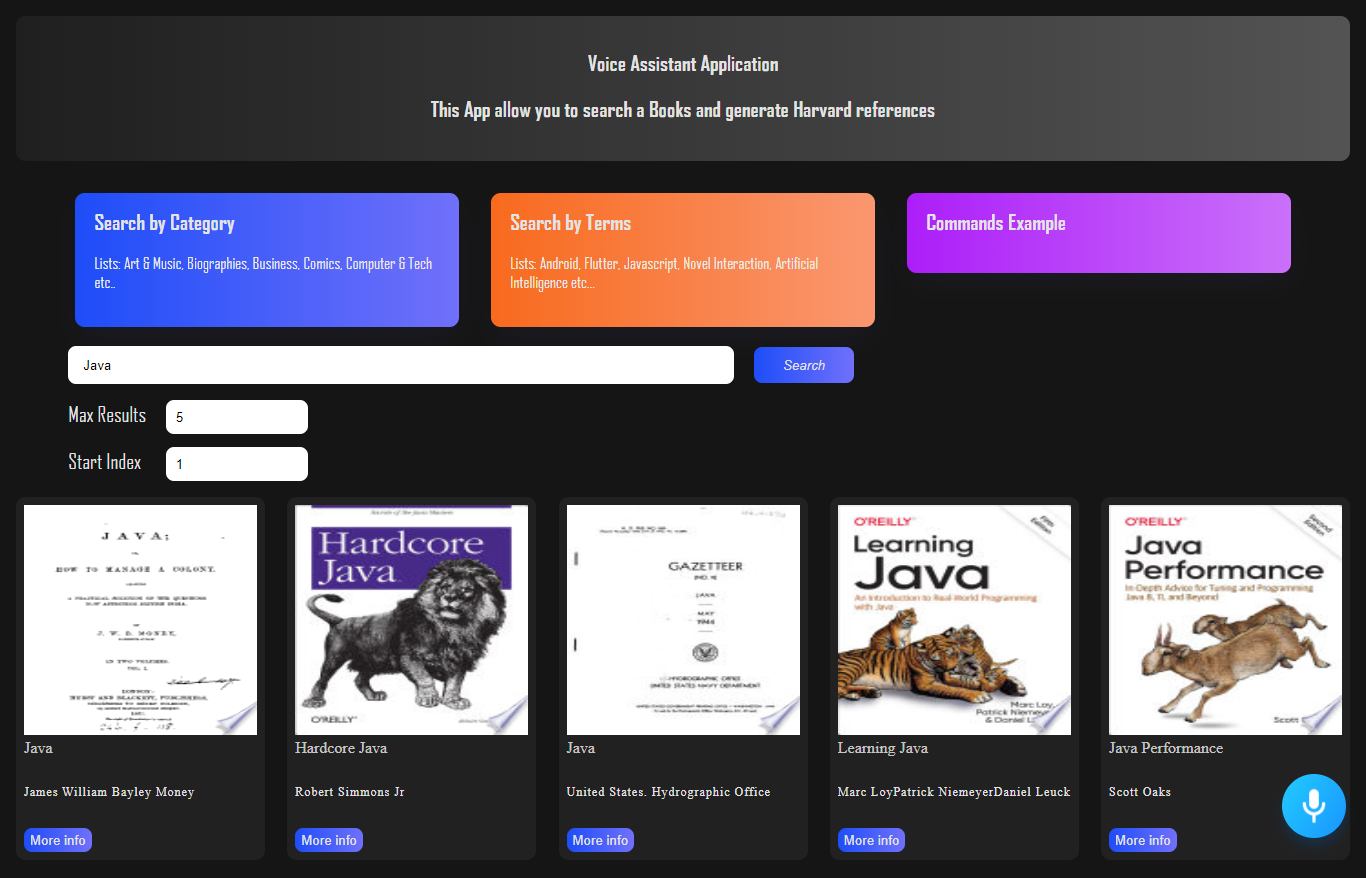 Voice Assistant Application
This App allow you to search a Books and generate Harvard references
Search by Category
Lists: Art & Music, Biographies, Business, Comics, Computer & Tech
etc..
Search by Terms
Lists: Android, Flutter, Javascript, Novel Interaction, Artificial
Intelligence etc...
Commands Example
Java
Search
Max Results
5
Start Index
1
JAVA;
HOW TO MANAGE A COLONY.
J. W. B. MONEY,
IN TWO VOLUMES.
VOL. I.
LONDON:
HURST AND BLACKETT, PUBLISHERS,
Java
James William Bayley Money
More info
Secrets of the Java Masters
Hardcore
Java
O'REILLY
Hardcore Java
Robert Simmons Jr
More info
GAZETTEER
(NO. 4)
JAVA
MAY
1944
HYDROGRAPHIC OFFICE
UNITED STATES NAVY DEPARTMENT
Java
United States. Hydrographic Office
More info
O'REILLY
Fifth
Edition
Learning
Java
An Introduction to Real-World Programming
with Java
Marc Loy,
Patrick Niemeyer
& Daniel L
Learning Java
Marc LoyPatrick NiemeyerDaniel Leuck
More info
O'REILLY
Second
Edition
Java
Performance
In-Depth Advice for Tuning and Programming
Java 8, 11, and Beyond
Scott
Java Performance
Scott Oaks
More info